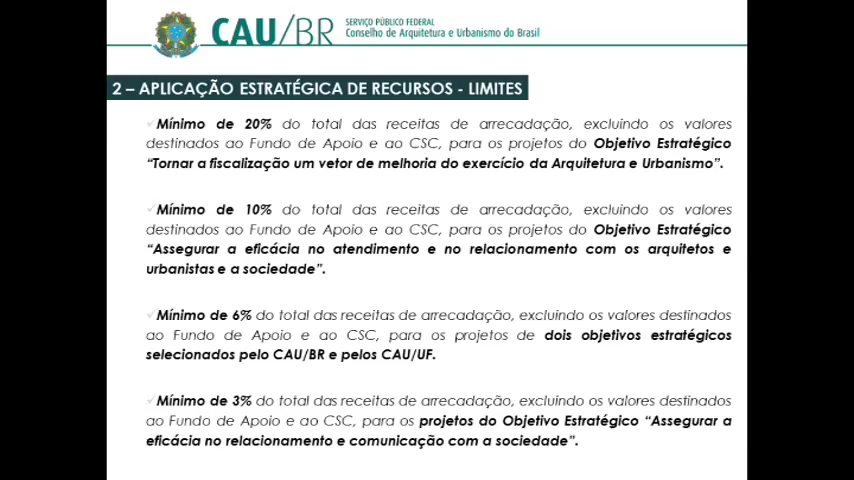 CAU/BR
SERVIÇO PÚBLICO FEDERAL
Conselho de Arquitetura e Urbanismo do Brasil
2 – APLICAÇÃO ESTRATÉGICA DE RECURSOS - LIMITES
✓Mínimo de 20% do total das receitas de arrecadação, excluindo os valores
destinados ao Fundo de Apoio e ao CSC, para os projetos do Objetivo Estratégico
“Tornar a fiscalização um vetor de melhoria do exercício da Arquitetura e Urbanismo”.
✓Mínimo de 10% do total das receitas de arrecadação, excluindo os valores
destinados ao Fundo de Apoio e ao CSC, para os projetos do Objetivo Estratégico
“Assegurar a eficácia no atendimento e no relacionamento com os arquitetos e
urbanistas e a sociedade”.
✓Mínimo de 6% do total das receitas de arrecadação, excluindo os valores destinados
ao Fundo de Apoio e ao CSC, para os projetos de dois objetivos estratégicos
selecionados pelo CAU/BR e pelos CAU/UF.
✓Mínimo de 3% do total das receitas de arrecadação, excluindo os valores destinados
ao Fundo de Apoio e ao CSC, para os projetos do Objetivo Estratégico “Assegurar a
eficácia no relacionamento e comunicação com a sociedade”.